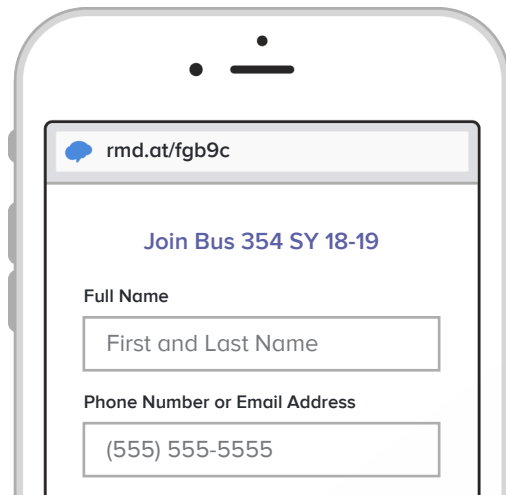 rmd.at/fgb9c
Join Bus 354 SY 18-19
Full Name
First and Last Name
Phone Number or Email Address
(555) 555-5555